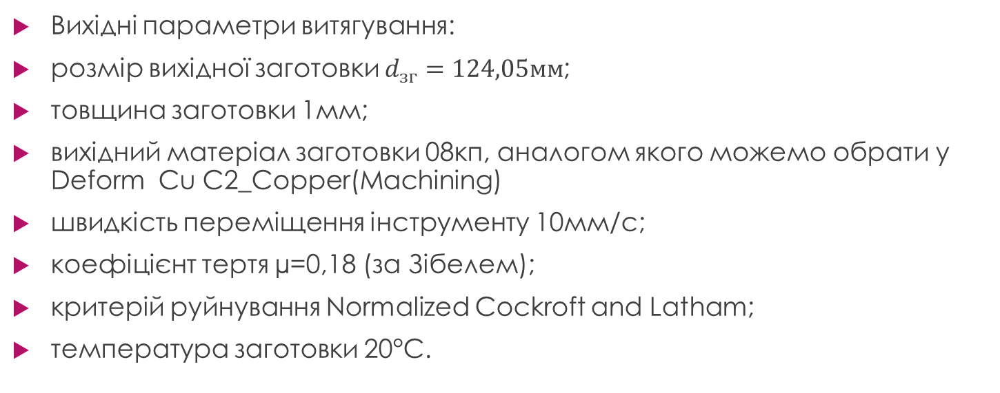 Вихідні параметри витягування:
розмір вихідної заготовки dзг = 124,05мм;
товщина заготовки 1мм;
вихідний матеріал заготовки 08кп, аналогом якого можемо обрати у
Deform Cu C2_Copper(Machining)
швидкість переміщення інструменту 10мм/с;
коефіцієнт тертя μ=0,18 (за Зібелем);
критерій руйнування Normalized Cockroft and Latham;
температура заготовки 20°С.